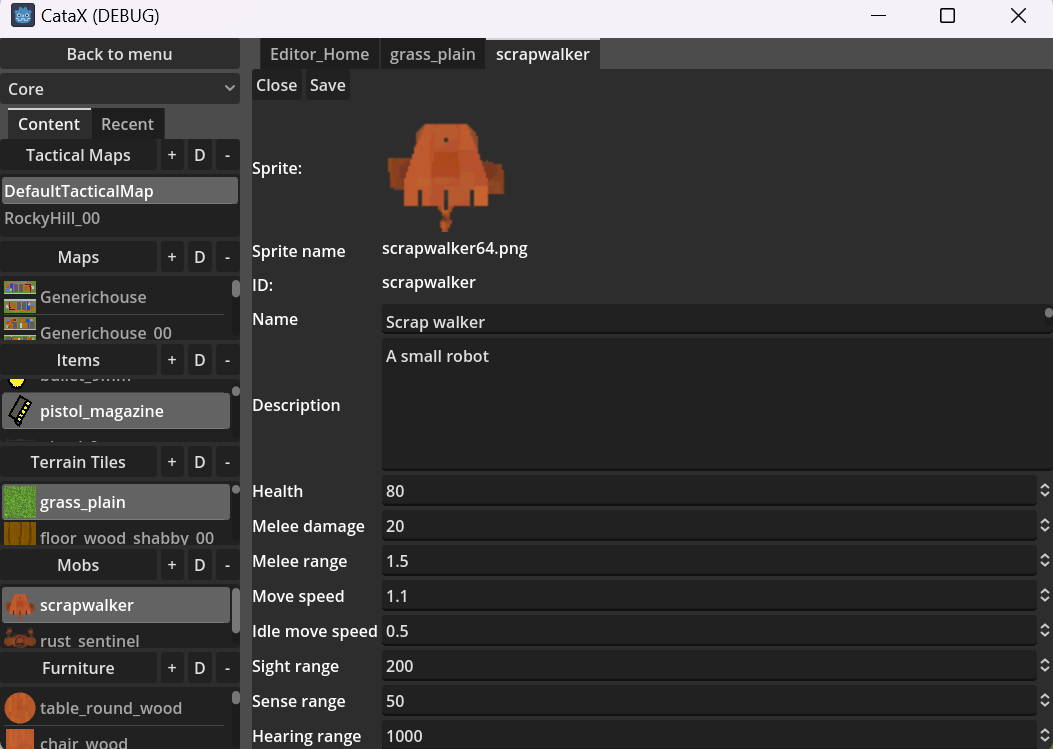 CataX (DEBUG)
Back to menu
Core
Content Recent
Tactical Maps + D -
DefaultTacticalMap
RockyHill_00
Maps + D -
Generichouse
Generichouse_00
Items + D -
bullet_9mm
pistol_magazine
Terrain Tiles + D -
grass_plain
floor_wood_shabby_00
Mobs + D -
scrapwalker
rust_sentinel
Furniture + D -
table_round_wood
chair_wood
Editor_Home grass_plain scrapwalker
Close Save
Sprite:
Sprite name scrapwalker64.png
ID: scrapwalker
Name Scrap walker
Description A small robot
Health 80
Melee damage 20
Melee range 1.5
Move speed 1.1
Idle move speed 0.5
Sight range 200
Sense range 50
Hearing range 1000